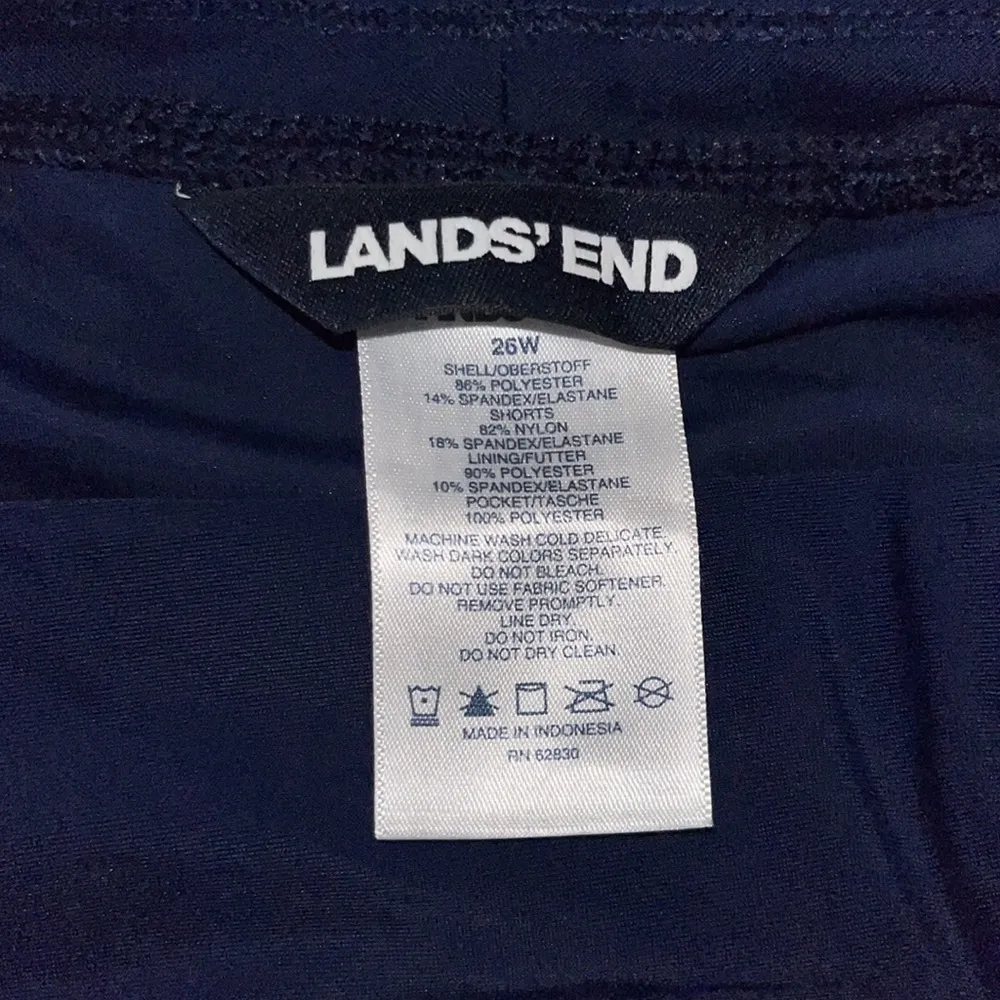 LANDS' END
26W
SHELL/OBERSTOFF
86% POLYESTER
14% SPANDEX/ELASTANE
SHORTS
82% NYLON
18% SPANDEX/ELASTANE
LINING/FUTTER
90% POLYESTER
10% SPANDEX/ELASTANE
POCKET/TASCHE
100% POLYESTER
MACHINE WASH COLD DELICATE.
WASH DARK COLORS SEPARATELY.
DO NOT BLEACH.
DO NOT USE FABRIC SOFTENER.
REMOVE PROMPTLY.
LINE DRY.
DO NOT IRON.
DO NOT DRY CLEAN.
MADE IN INDONESIA
RN 62830